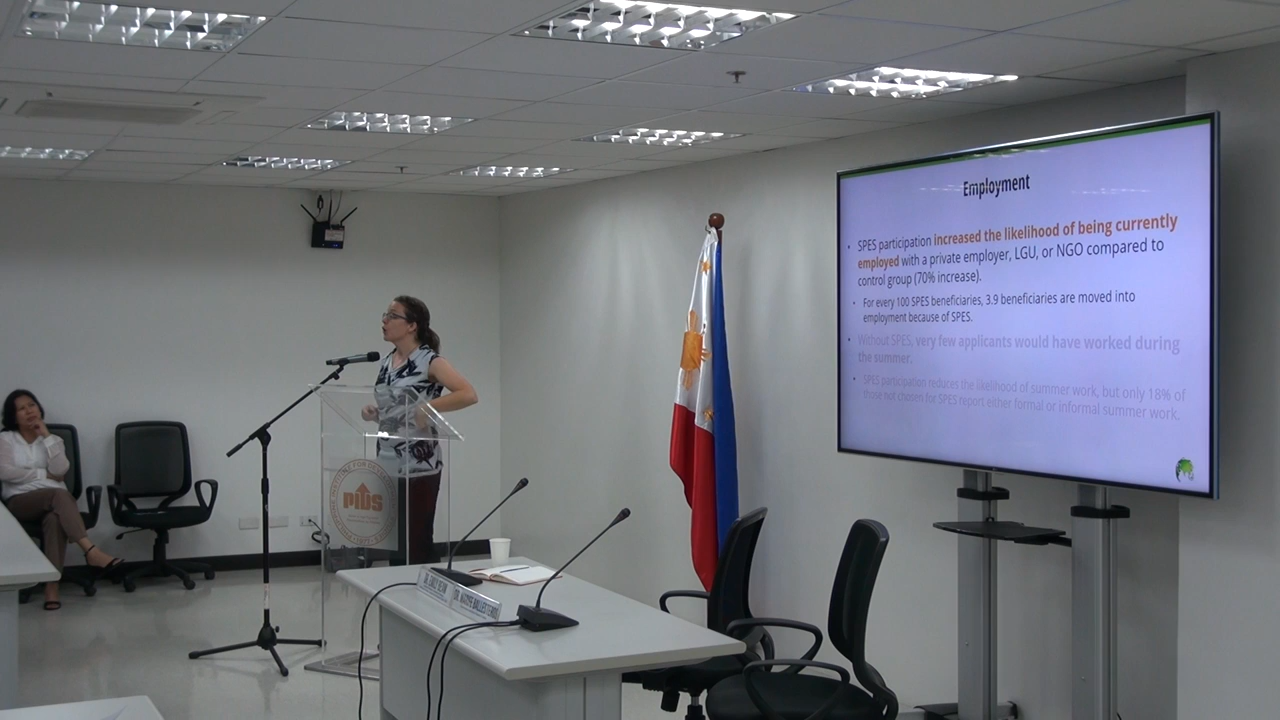 Employment
SPES participation increased the likelihood of being currently
employed with a private employer, LGU, or NGO compared to
control group (70% increase).
For every 100 SPES beneficiaries, 3.9 beneficiaries are moved into
employment because of SPES.
Without SPES, very few applicants would have worked during
the summer.
SPES participation reduces the likelihood of summer work, but only 18% of
those not chosen for SPES report either formal or informal summer work.
PIDS